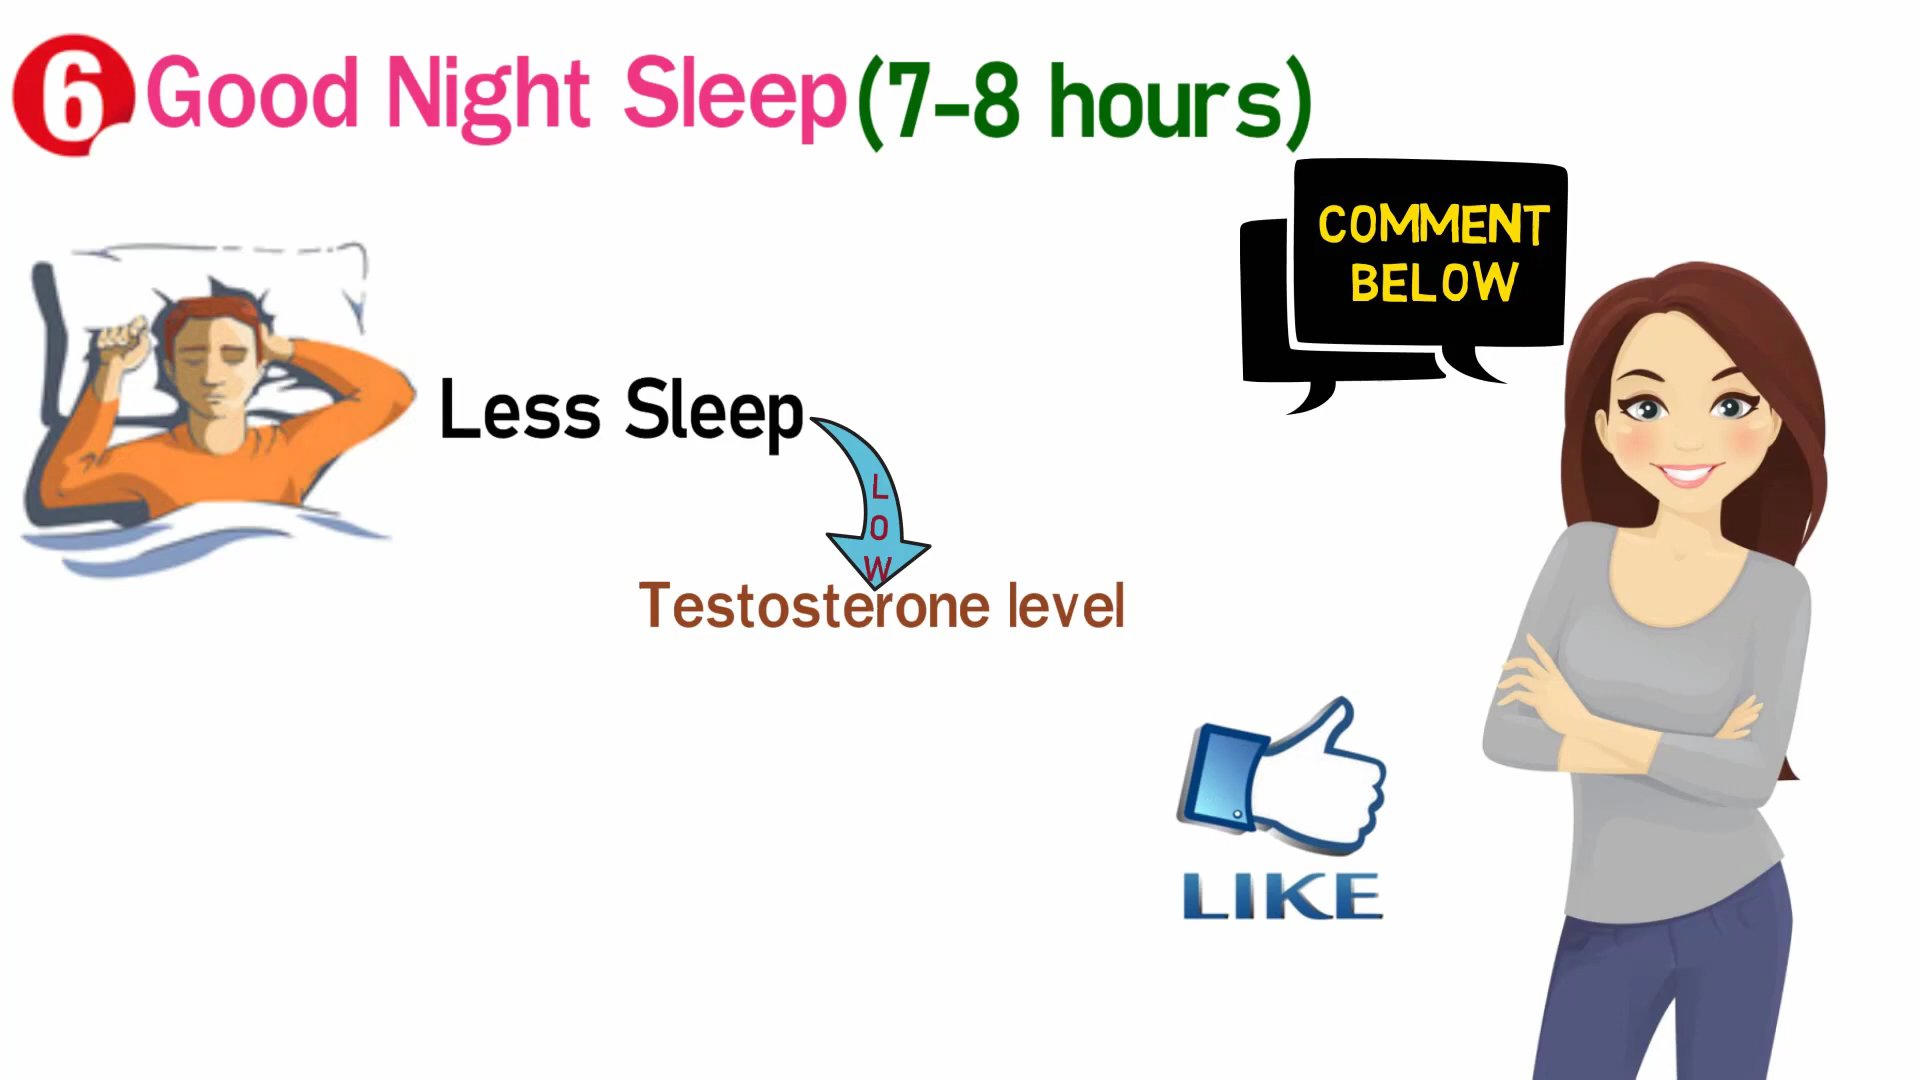 6 Good Night Sleep (7-8 hours)
COMMENT
BELOW
Less Sleep
LOW
Testosterone level
LIKE